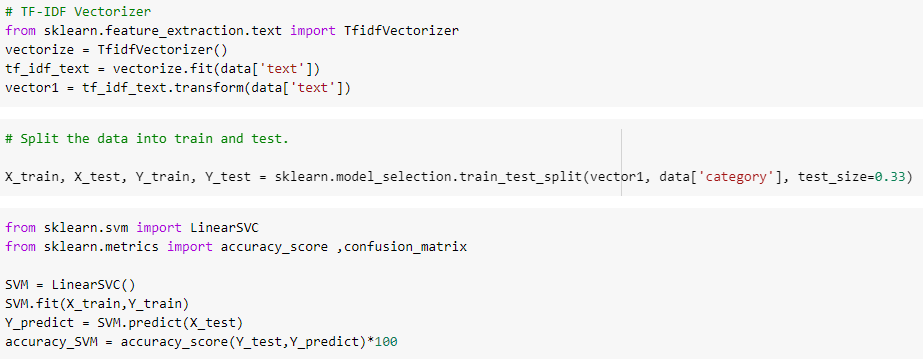 # TF-IDF Vectorizer
from sklearn.feature_extraction.text import TfidfVectorizer
vectorize = TfidfVectorizer()
tf_idf_text = vectorize.fit(data['text'])
vector1 = tf_idf_text.transform(data['text'])
# Split the data into train and test.
X_train, X_test, Y_train, Y_test = sklearn.model_selection.train_test_split(vector1, data['category'], test_size=0.33)
from sklearn.svm import LinearSVC
from sklearn.metrics import accuracy_score ,confusion_matrix
SVM = LinearSVC()
SVM.fit(X_train,Y_train)
Y_predict = SVM.predict(X_test)
accuracy_SVM = accuracy_score(Y_test,Y_predict)*100